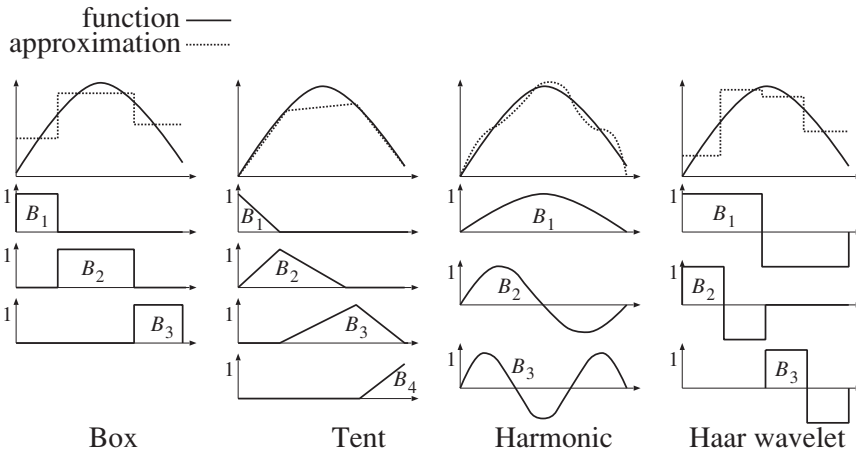 function
approximation
1
B1
1
B2
1
B3
Box
1
B1
1
B2
1
B3
1
B4
Tent
1
B1
1
B2
1
B3
Harmonic
1
B1
1
B2
1
B3
Haar wavelet